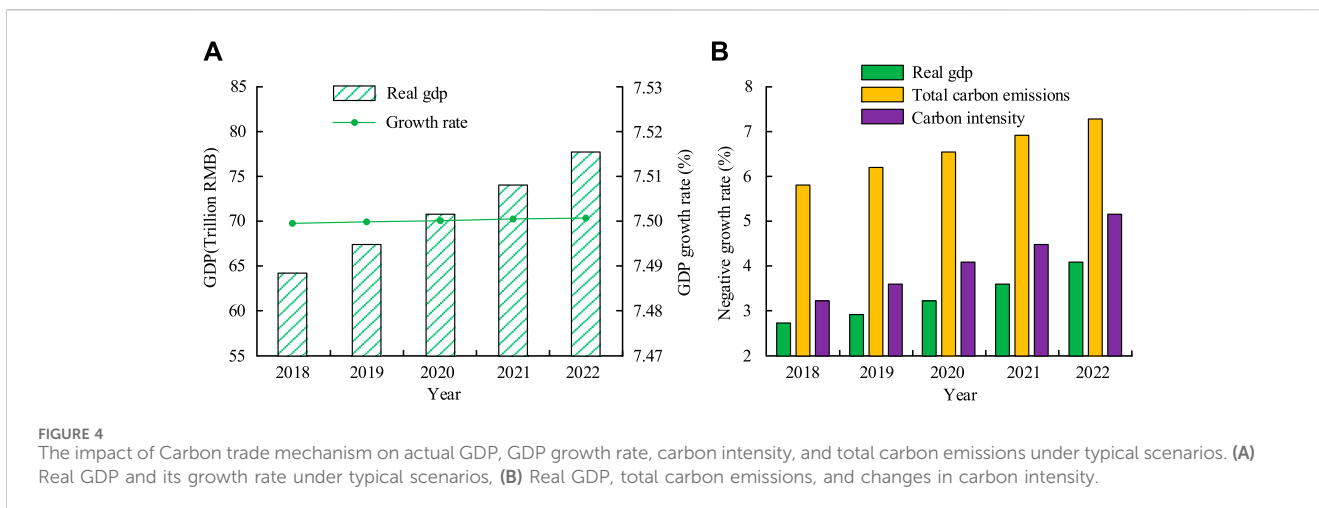 A
GDP(Trillion RMB)
85
80
75
70
65
60
55
Real gdp
Growth rate
7.53
7.52
7.51
7.50
7.49
7.48
7.47
GDP growth rate (%)
2018 2019 2020 2021 2022
Year
B
Negative growth rate (%)
8
7
6
5
4
3
2
Real gdp
Total carbon emissions
Carbon intensity
2018 2019 2020 2021 2022
Year
FIGURE 4
The impact of Carbon trade mechanism on actual GDP, GDP growth rate, carbon intensity, and total carbon emissions under typical scenarios. (A)
Real GDP and its growth rate under typical scenarios, (B) Real GDP, total carbon emissions, and changes in carbon intensity.